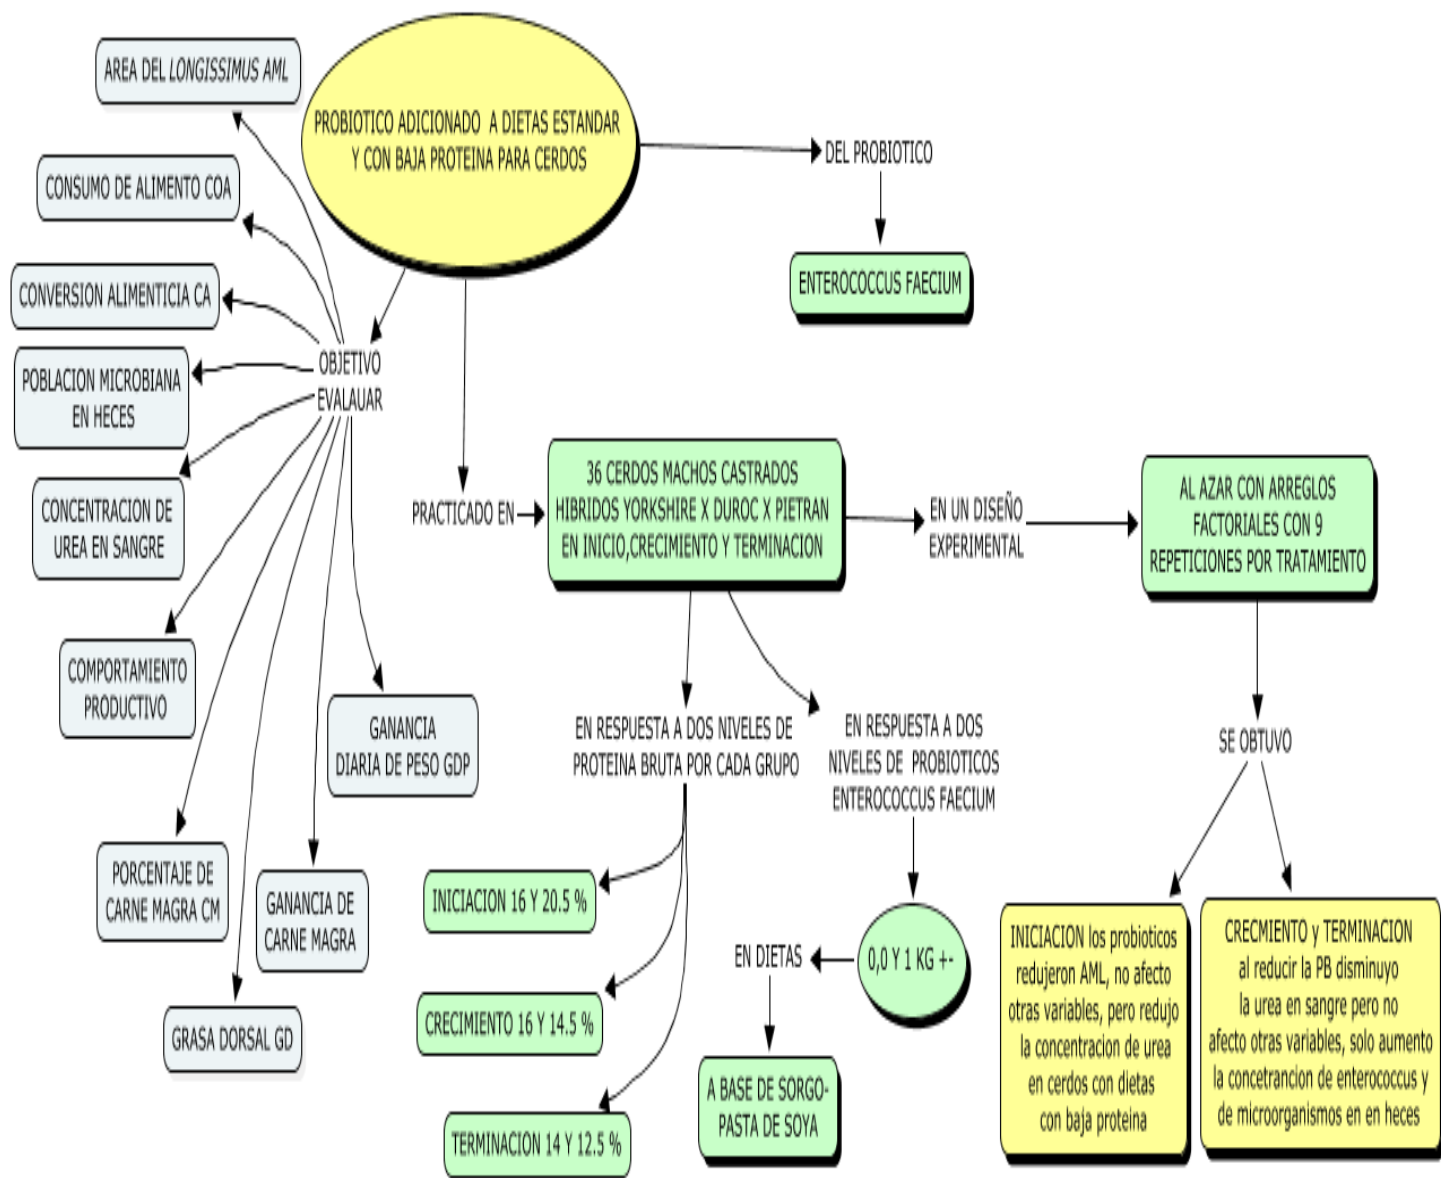 AREA DEL LONGISSIMUS AML
PROBIOTICO ADICIONADO A DIETAS ESTANDAR
Y CON BAJA PROTEINA PARA CERDOS
DEL PROBIOTICO
CONSUMO DE ALIMENTO COA
ENTEROCOCCUS FAECIUM
CONVERSION ALIMENTICIA CA
OBJETIVO
EVALAUAR
POBLACION MICROBIANA
EN HECES
CONCENTRACION DE
UREA EN SANGRE
PRACTICADO EN
36 CERDOS MACHOS CASTRADOS
HIBRIDOS YORKSHIRE X DUROC X PIETRAN
EN INICIO,CRECIMIENTO Y TERMINACION
EN UN DISEÑO
EXPERIMENTAL
AL AZAR CON ARREGLOS
FACTORIALES CON 9
REPETICIONES POR TRATAMIENTO
COMPORTAMIENTO
PRODUCTIVO
GANANCIA
DIARIA DE PESO GDP
EN RESPUESTA A DOS NIVELES DE
PROTEINA BRUTA POR CADA GRUPO
EN RESPUESTA A DOS
NIVELES DE PROBIOTICOS
ENTEROCOCCUS FAECIUM
SE OBTUVO
PORCENTAJE DE
CARNE MAGRA CM
GANANCIA DE
CARNE MAGRA
INICIACION 16 Y 20.5 %
EN DIETAS
0,0 Y 1 KG +-
INICIACION los probioticos
redujeron AML, no afecto
otras variables, pero redujo
la concentracion de urea
en cerdos con dietas
con baja proteina
CRECMIENTO y TERMINACION
al reducir la PB disminuyo
la urea en sangre pero no
afecto otras variables, solo aumento
la concetrancion de enterococcus y
de microorganismos en en heces
GRASA DORSAL GD
CRECIMIENTO 16 Y 14.5 %
A BASE DE SORGO-
PASTA DE SOYA
TERMINACION 14 Y 12.5 %